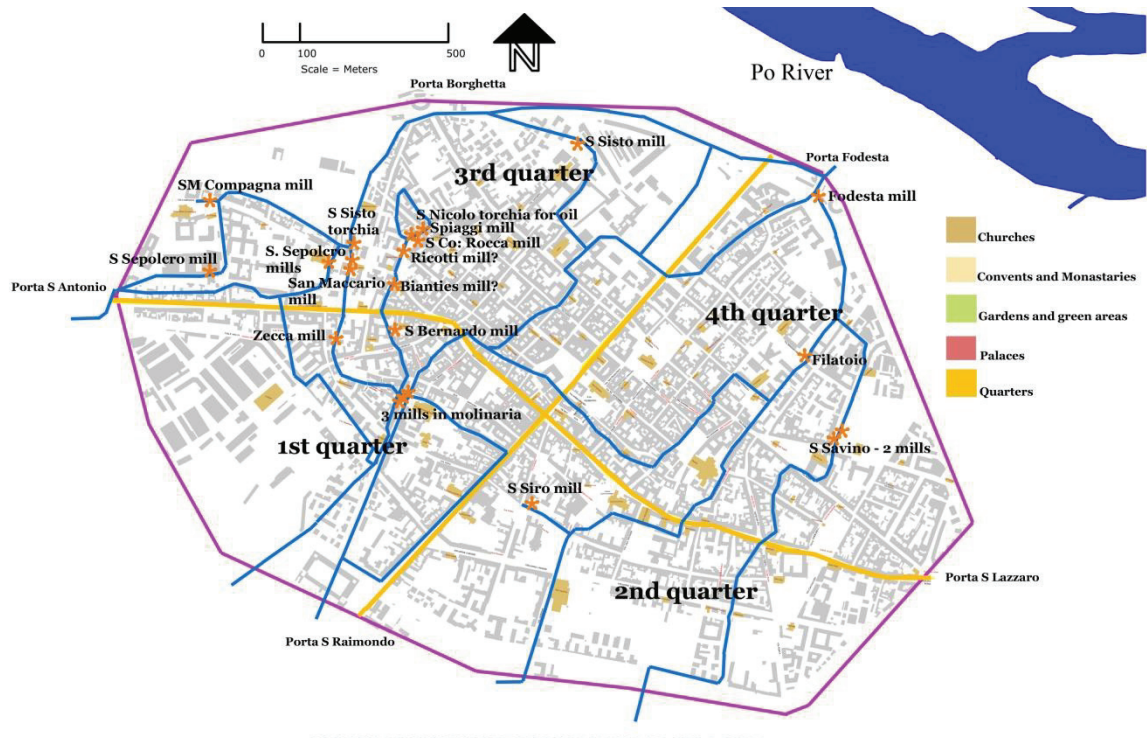 0 100 500
Scale = Meters
N
Po River
Porta Borghetta
Porta Fodesta
S Sisto mill
3rd quarter
SM Compagna mill
Fodesta mill
S Sisto
torchia
S Nicolo torchia for oil
Spiaggi mill
S Co: Rocca mill
Ricotti mill?
S. Sepolcro
mills
S Sepolcro mill
San Maccario
mill
Bianties mill?
Porta S Antonio
4th quarter
Zecca mill
S Bernardo mill
Filatoio
3 mills in molinaria
1st quarter
S Savino - 2 mills
S Siro mill
2nd quarter
Porta S Lazzaro
Porta S Raimondo
Churches
Convents and Monastaries
Gardens and green areas
Palaces
Quarters